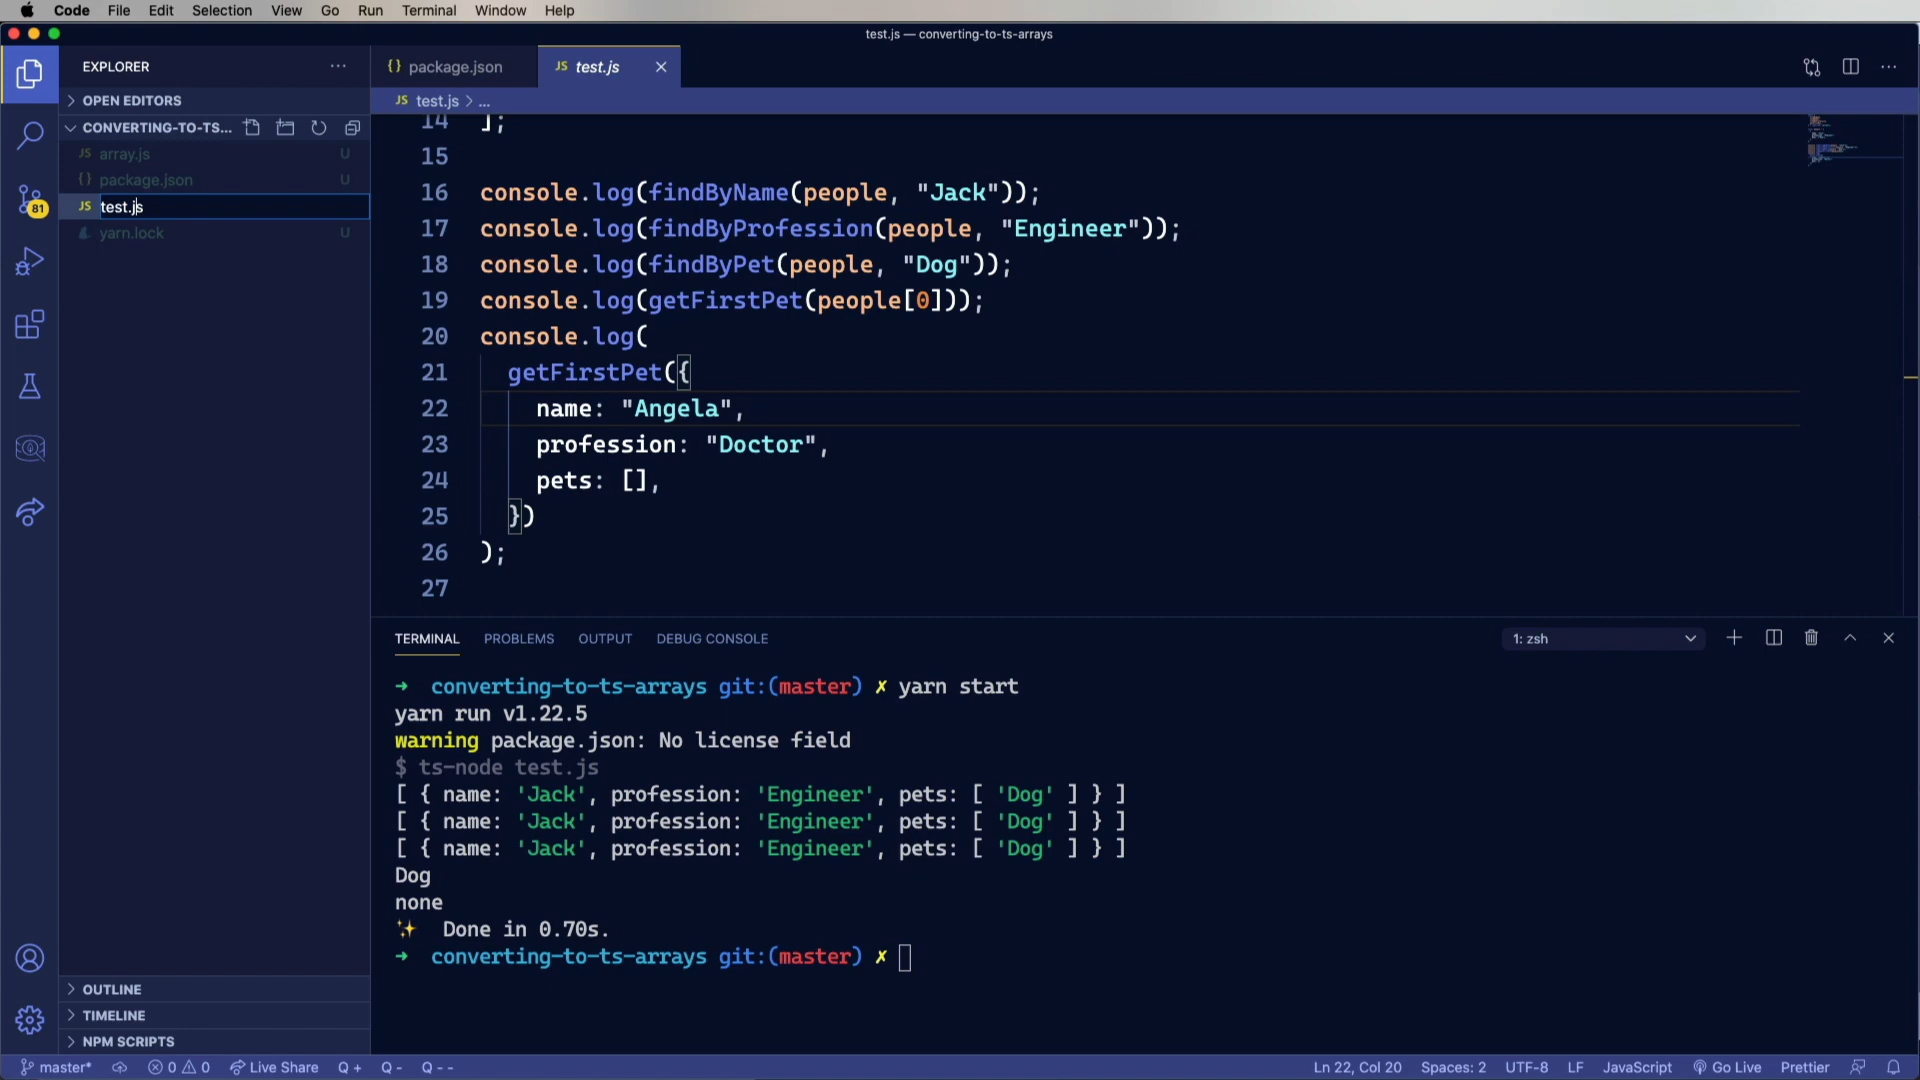 Code File Edit Selection View Go Run Terminal Window Help
test.js — converting-to-ts-arrays
EXPLORER
OPEN EDITORS
CONVERTING-TO-TS...
JS array.js U
{} package.json U
JS test.js
yarn.lock U
81
OUTLINE
TIMELINE
NPM SCRIPTS
{} package.json
JS test.js
JS test.js > ...
14 ];
15
16 console.log(findByName(people, "Jack"));
17 console.log(findByProfession(people, "Engineer"));
18 console.log(findByPet(people, "Dog"));
19 console.log(getFirstPet(people[0]));
20 console.log(
21 getFirstPet({
22 name: "Angela",
23 profession: "Doctor",
24 pets: [],
25 })
26 );
27
TERMINAL PROBLEMS OUTPUT DEBUG CONSOLE
1: zsh
➜ converting-to-ts-arrays git:(master) ✗ yarn start
yarn run v1.22.5
warning package.json: No license field
$ ts-node test.js
[ { name: 'Jack', profession: 'Engineer', pets: [ 'Dog' ] } ]
[ { name: 'Jack', profession: 'Engineer', pets: [ 'Dog' ] } ]
[ { name: 'Jack', profession: 'Engineer', pets: [ 'Dog' ] } ]
Dog
none
✨ Done in 0.70s.
➜ converting-to-ts-arrays git:(master) ✗
master* 0 0 Live Share Q + Q - Q - - Ln 22, Col 20 Spaces: 2 UTF-8 LF JavaScript Go Live Prettier